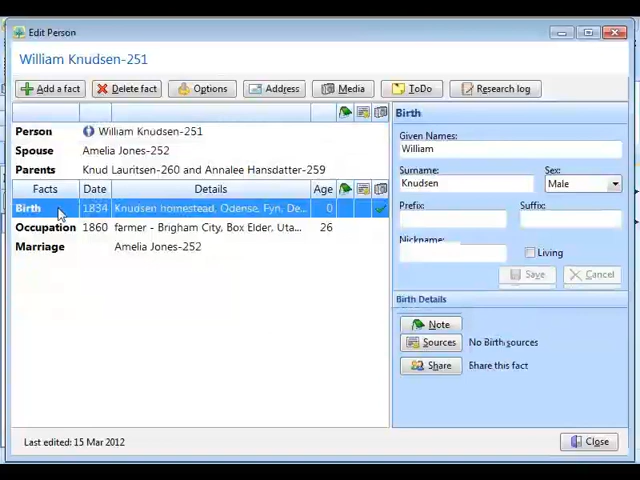 Edit Person
William Knudsen-251
Add a fact Delete fact Options Address Media ToDo Research log
Person William Knudsen-251
Spouse Amelia Jones-252
Parents Knud Lauritsen-260 and Annalee Hansdatter-259
Facts Date Details Age
Birth 1834 Knudsen homestead, Odense, Fyn, De... 0
Occupation 1860 farmer - Brigham City, Box Elder, Uta... 26
Marriage Amelia Jones-252
Last edited: 15 Mar 2012
Birth
Given Names:
William
Surname: Sex:
Knudsen Male
Prefix: Suffix:
Nickname:
Living
Save Cancel
Birth Details
Note
Sources No Birth sources
Share Share this fact
Close